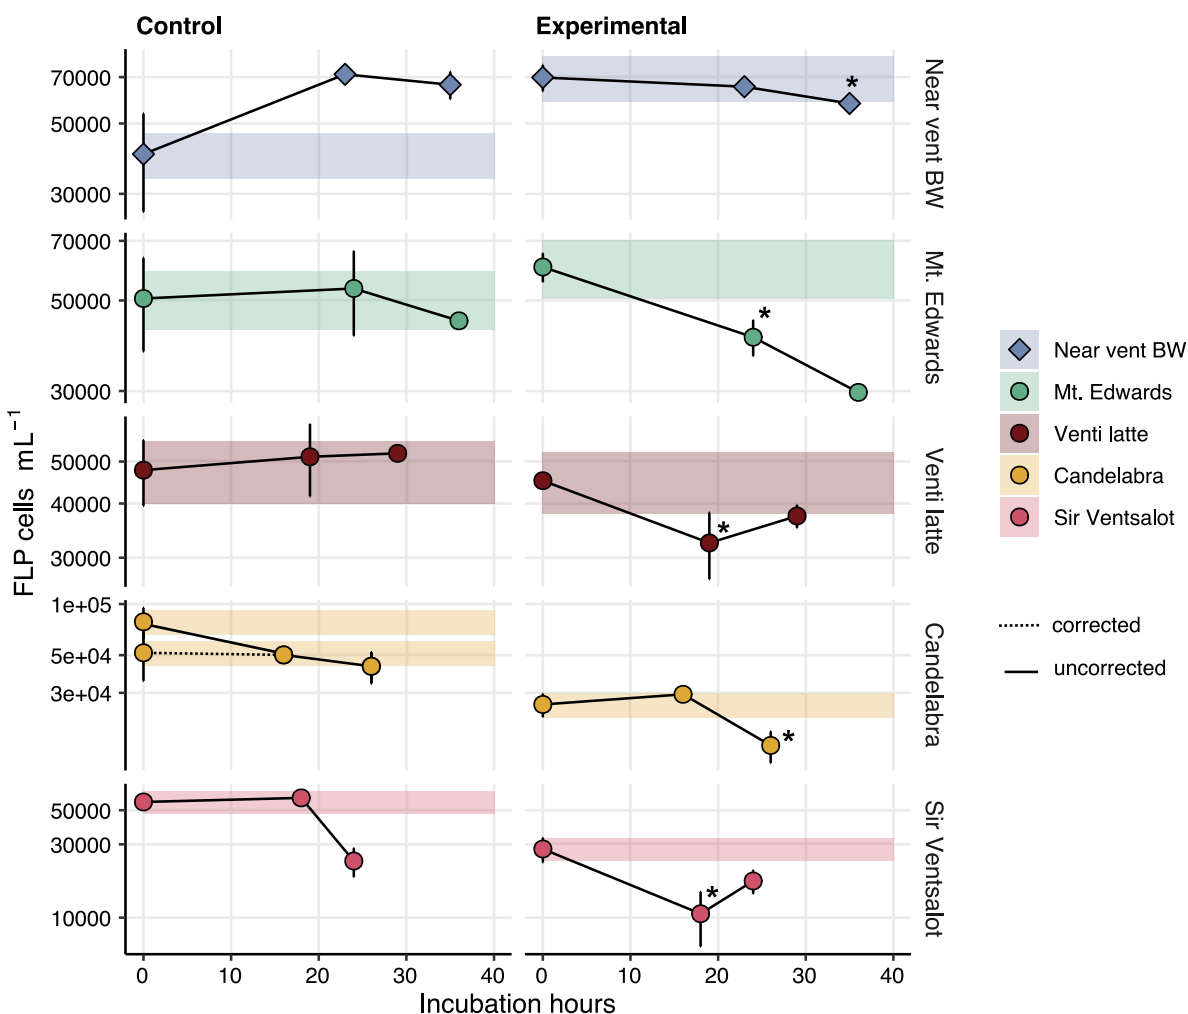 Control
Experimental
70000
50000
30000
*
Near vent BW
70000
50000
30000
*
Mt. Edwards
50000
40000
30000
*
Venti latte
1e+05
5e+04
3e+04
*
Candelabra
50000
30000
10000
*
Sir Ventsalot
0 10 20 30 40
0 10 20 30 40
Incubation hours
FLP cells mL⁻¹
Near vent BW
Mt. Edwards
Venti latte
Candelabra
Sir Ventsalot
corrected
uncorrected